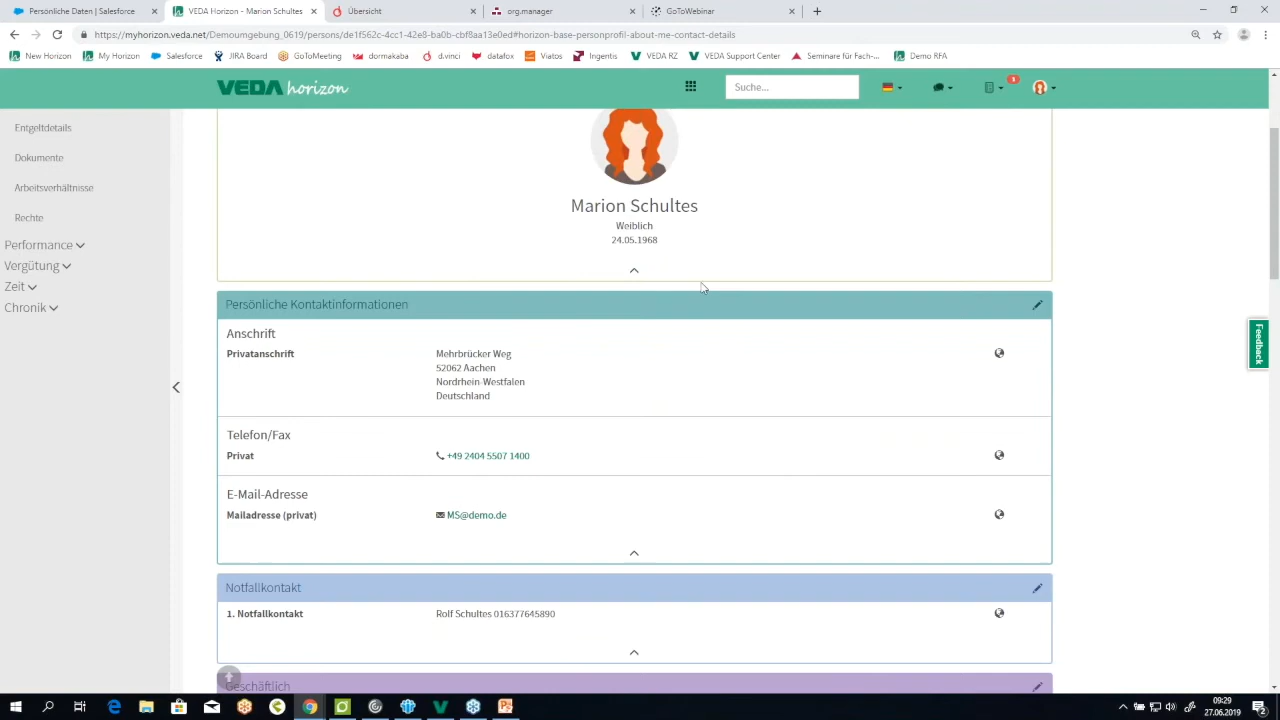 Persönliche Daten | Salesforce
VEDA Horizon - Marion Schultes
Übersicht
org.manager
GoToWebinar
https://myhorizon.veda.net/Demoumgebung_0619/horizon/base/persons/de1f562c-4cc1-42e8-ba0b-cbf8aa13e0ed#horizon-base-personprofil-about-me-contact-details
New Horizon
My Horizon
Salesforce
JIRA Board
GoToMeeting
dormakaba
d.vinci
datafox
Viatos
Ingentis
VEDA RZ
VEDA Support Center
Seminare für Fach-...
Demo RFA
VEDA horizon
Suche...
Entgeltdetails
Dokumente
Arbeitsverhältnisse
Rechte
Performance
Vergütung
Zeit
Chronik
Marion Schultes
Weiblich
24.05.1968
Persönliche Kontaktinformationen
Anschrift
Privatanschrift
Mehrbrücker Weg
52062 Aachen
Nordrhein-Westfalen
Deutschland
Telefon/Fax
Privat
+49 2404 5507 1400
E-Mail-Adresse
Mailadresse (privat)
MS@demo.de
Notfallkontakt
1. Notfallkontakt
Rolf Schultes 016377645890
Geschäftlich
Feedback
09:29
27.06.2019